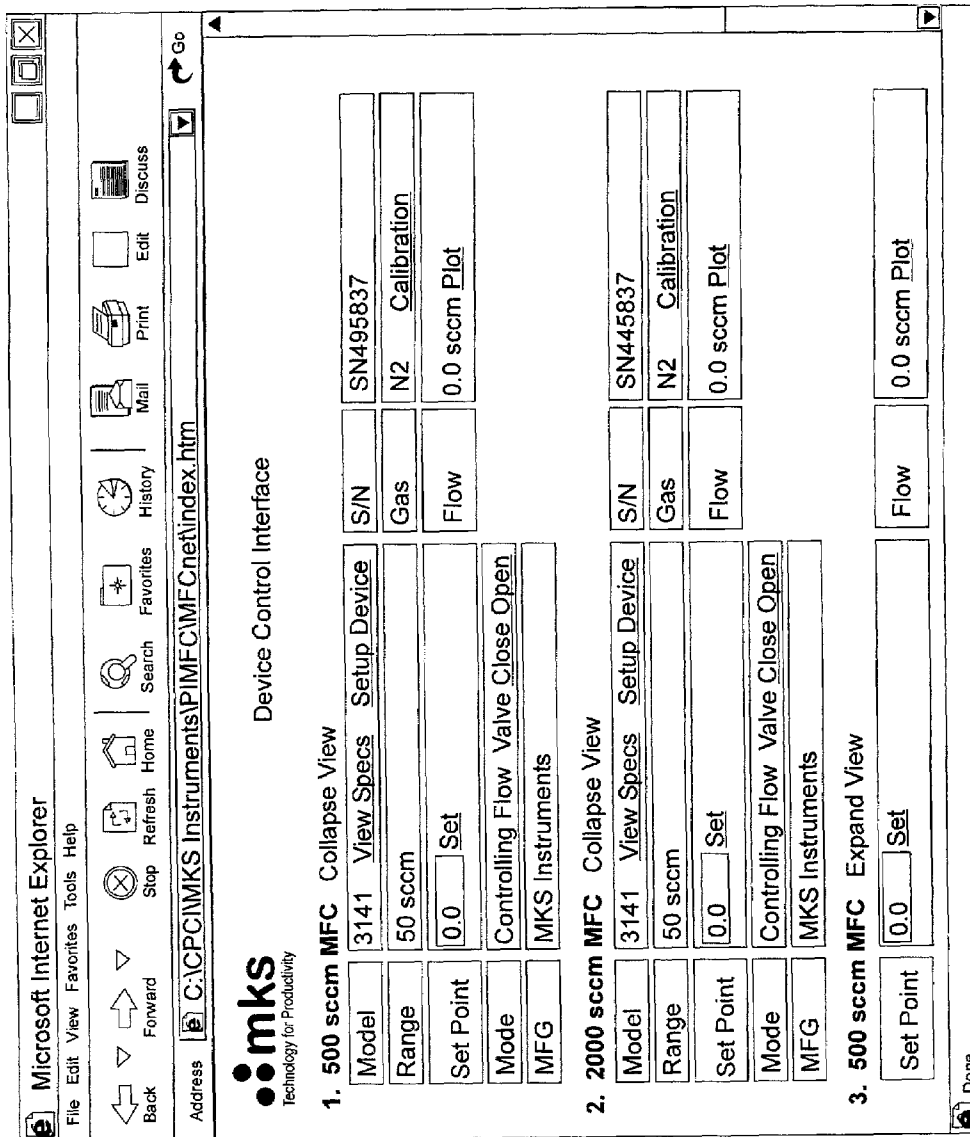 Microsoft Internet Explorer
File Edit View Favorites Tools Help
Back Forward Stop Refresh Home Search Favorites History Mail Print Edit Discuss
Address C:\CPCI\MKS Instruments\PIMFC\MFCnet\index.htm Go
mks
Technology for Productivity
Device Control Interface
1. 500 sccm MFC Collapse View
Model 3141 View Specs Setup Device S/N SN495837
Range 50 sccm Gas N2 Calibration
Set Point 0.0 Set Flow 0.0 sccm Plot
Mode Controlling Flow Valve Close Open
MFG MKS Instruments
2. 2000 sccm MFC Collapse View
Model 3141 View Specs Setup Device S/N SN445837
Range 50 sccm Gas N2 Calibration
Set Point 0.0 Set Flow 0.0 sccm Plot
Mode Controlling Flow Valve Close Open
MFG MKS Instruments
3. 500 sccm MFC Expand View
Set Point 0.0 Set Flow 0.0 sccm Plot
Done